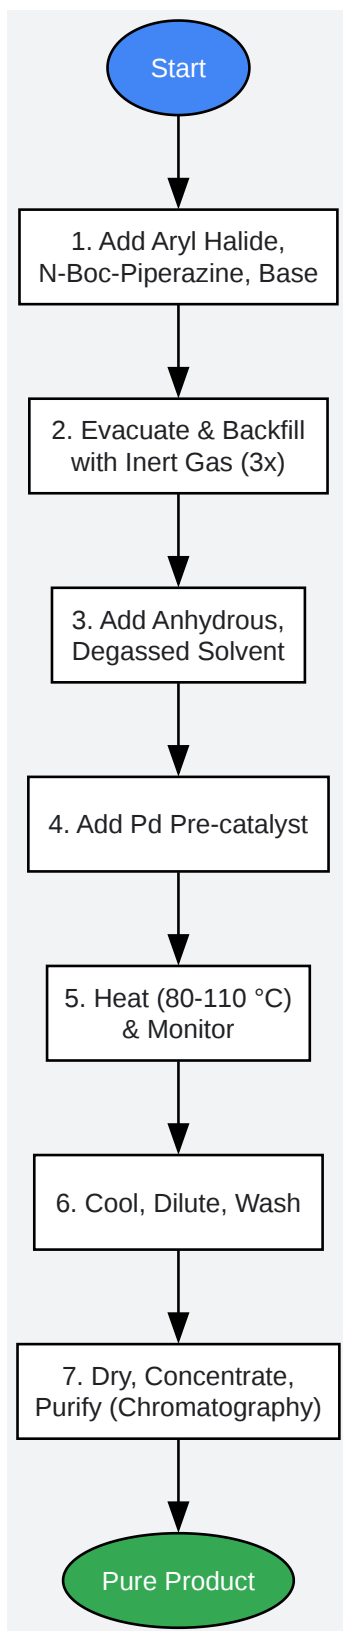 Start
1. Add Aryl Halide,
N-Boc-Piperazine, Base
2. Evacuate & Backfill
with Inert Gas (3x)
3. Add Anhydrous,
Degassed Solvent
4. Add Pd Pre-catalyst
5. Heat (80-110 °C)
& Monitor
6. Cool, Dilute, Wash
7. Dry, Concentrate,
Purify (Chromatography)
Pure Product